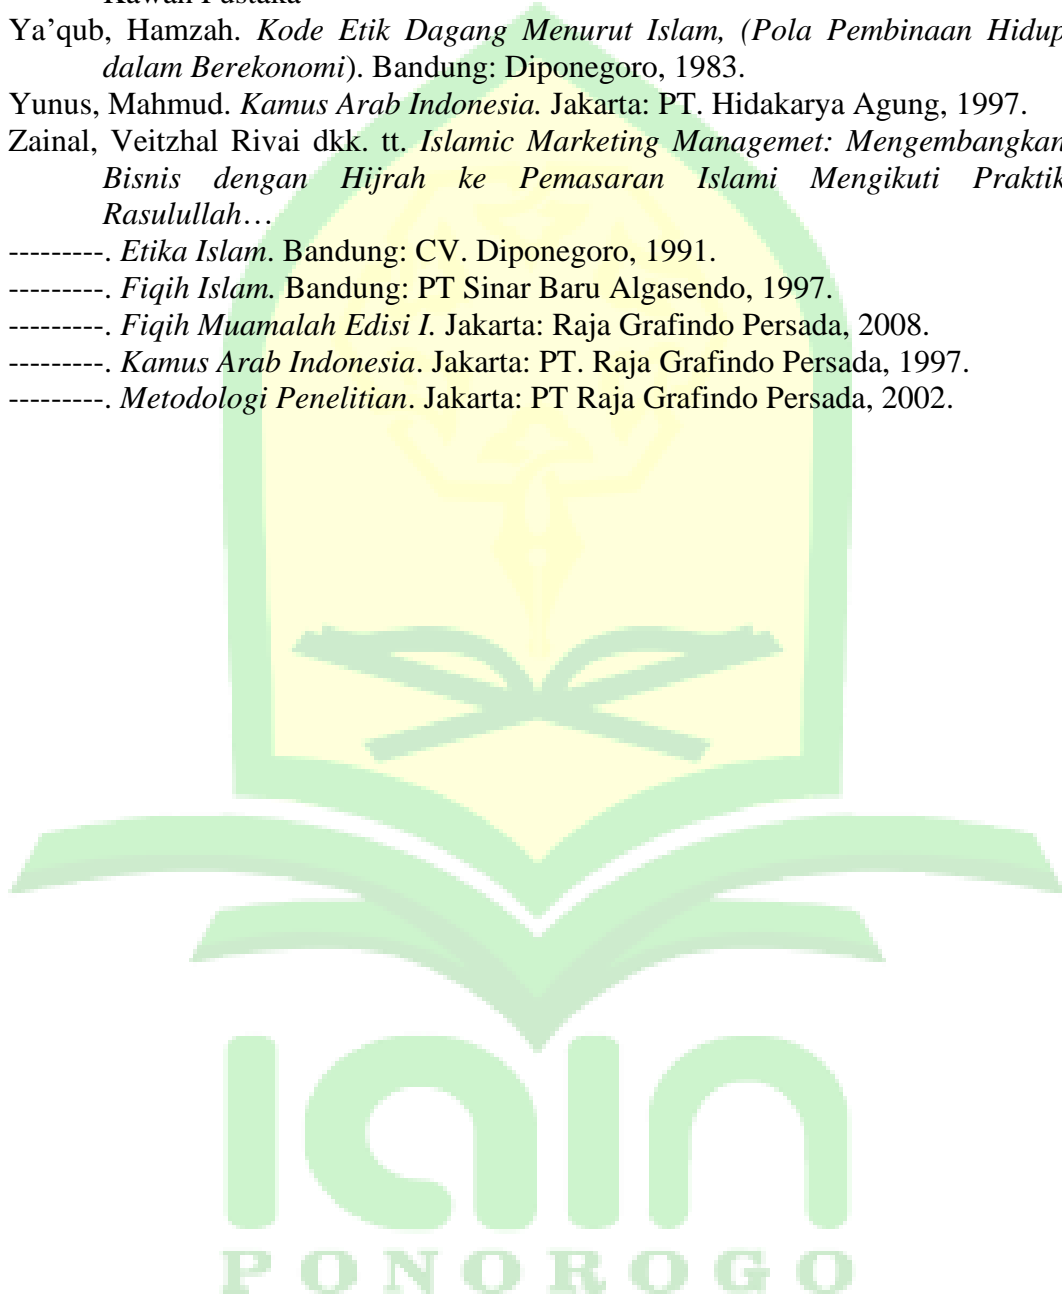 Kawan Pustaka
Ya’qub, Hamzah. Kode Etik Dagang Menurut Islam, (Pola Pembinaan Hidup
dalam Berekonomi). Bandung: Diponegoro, 1983.
Yunus, Mahmud. Kamus Arab Indonesia. Jakarta: PT. Hidakarya Agung, 1997.
Zainal, Veitzhal Rivai dkk. tt. Islamic Marketing Managemet: Mengembangkan
Bisnis dengan Hijrah ke Pemasaran Islami Mengikuti Praktik
Rasulullah…
---------. Etika Islam. Bandung: CV. Diponegoro, 1991.
---------. Fiqih Islam. Bandung: PT Sinar Baru Algasendo, 1997.
---------. Fiqih Muamalah Edisi I. Jakarta: Raja Grafindo Persada, 2008.
---------. Kamus Arab Indonesia. Jakarta: PT. Raja Grafindo Persada, 1997.
---------. Metodologi Penelitian. Jakarta: PT Raja Grafindo Persada, 2002.
iain
PONOROGO